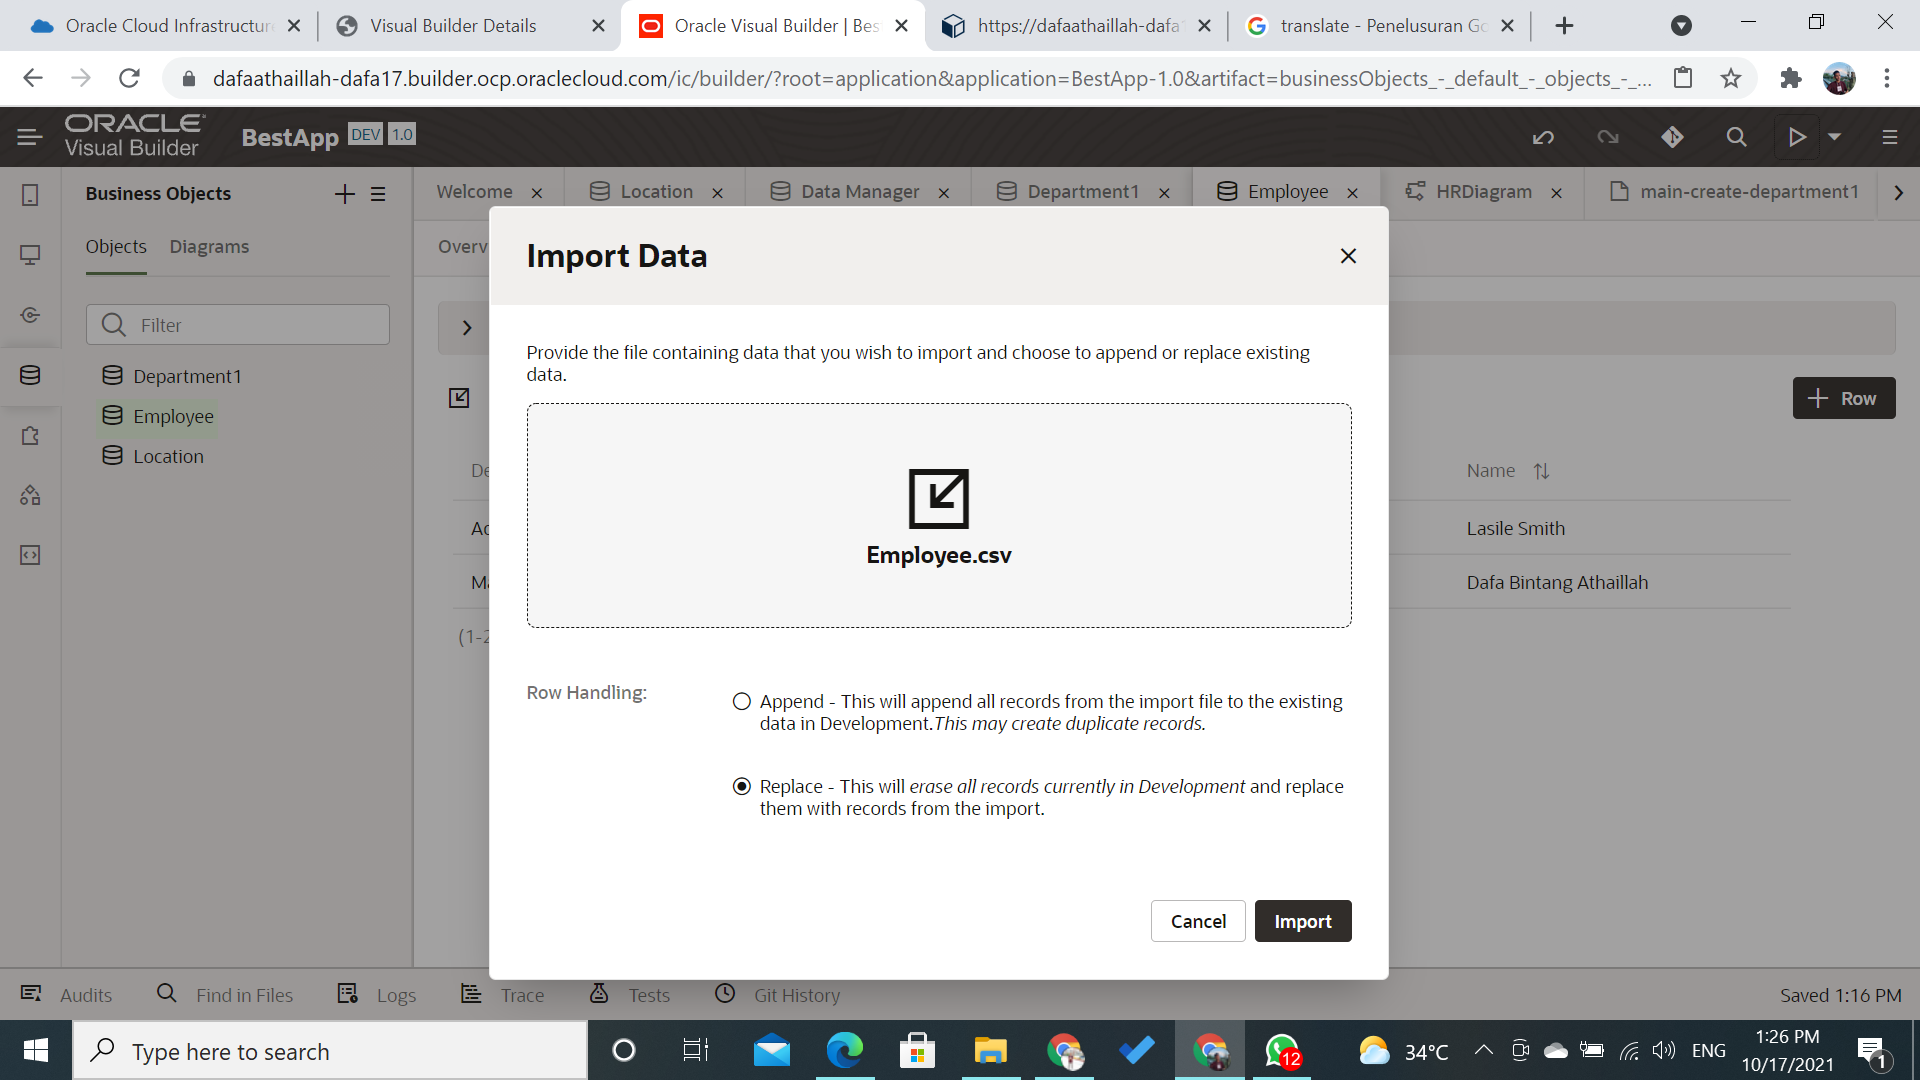 Oracle Cloud Infrastructure
Visual Builder Details
Oracle Visual Builder | Bes
https://dafaathaillah-dafa1
translate - Penelusuran Go
dafaathaillah-dafa17.builder.ocp.oraclecloud.com/ic/builder/?root=application&application=BestApp-1.0&artifact=businessObjects_-_default_-_objects_-_...
ORACLE
Visual Builder
BestApp DEV 1.0
Business Objects
Welcome
Location
Data Manager
Department1
Employee
HRDiagram
main-create-department1
Objects Diagrams
Overv
Filter
Department1
Employee
Location
Import Data
Provide the file containing data that you wish to import and choose to append or replace existing
data.
Employee.csv
Row Handling:
Append - This will append all records from the import file to the existing
data in Development.This may create duplicate records.
Replace - This will erase all records currently in Development and replace
them with records from the import.
Cancel Import
Row
De
Name
Ac
Lasile Smith
Ma
Dafa Bintang Athaillah
(1-2
Audits Find in Files Logs Trace Tests Git History
Saved 1:16 PM
Type here to search
12
34°C
ENG
1:26 PM
10/17/2021
1